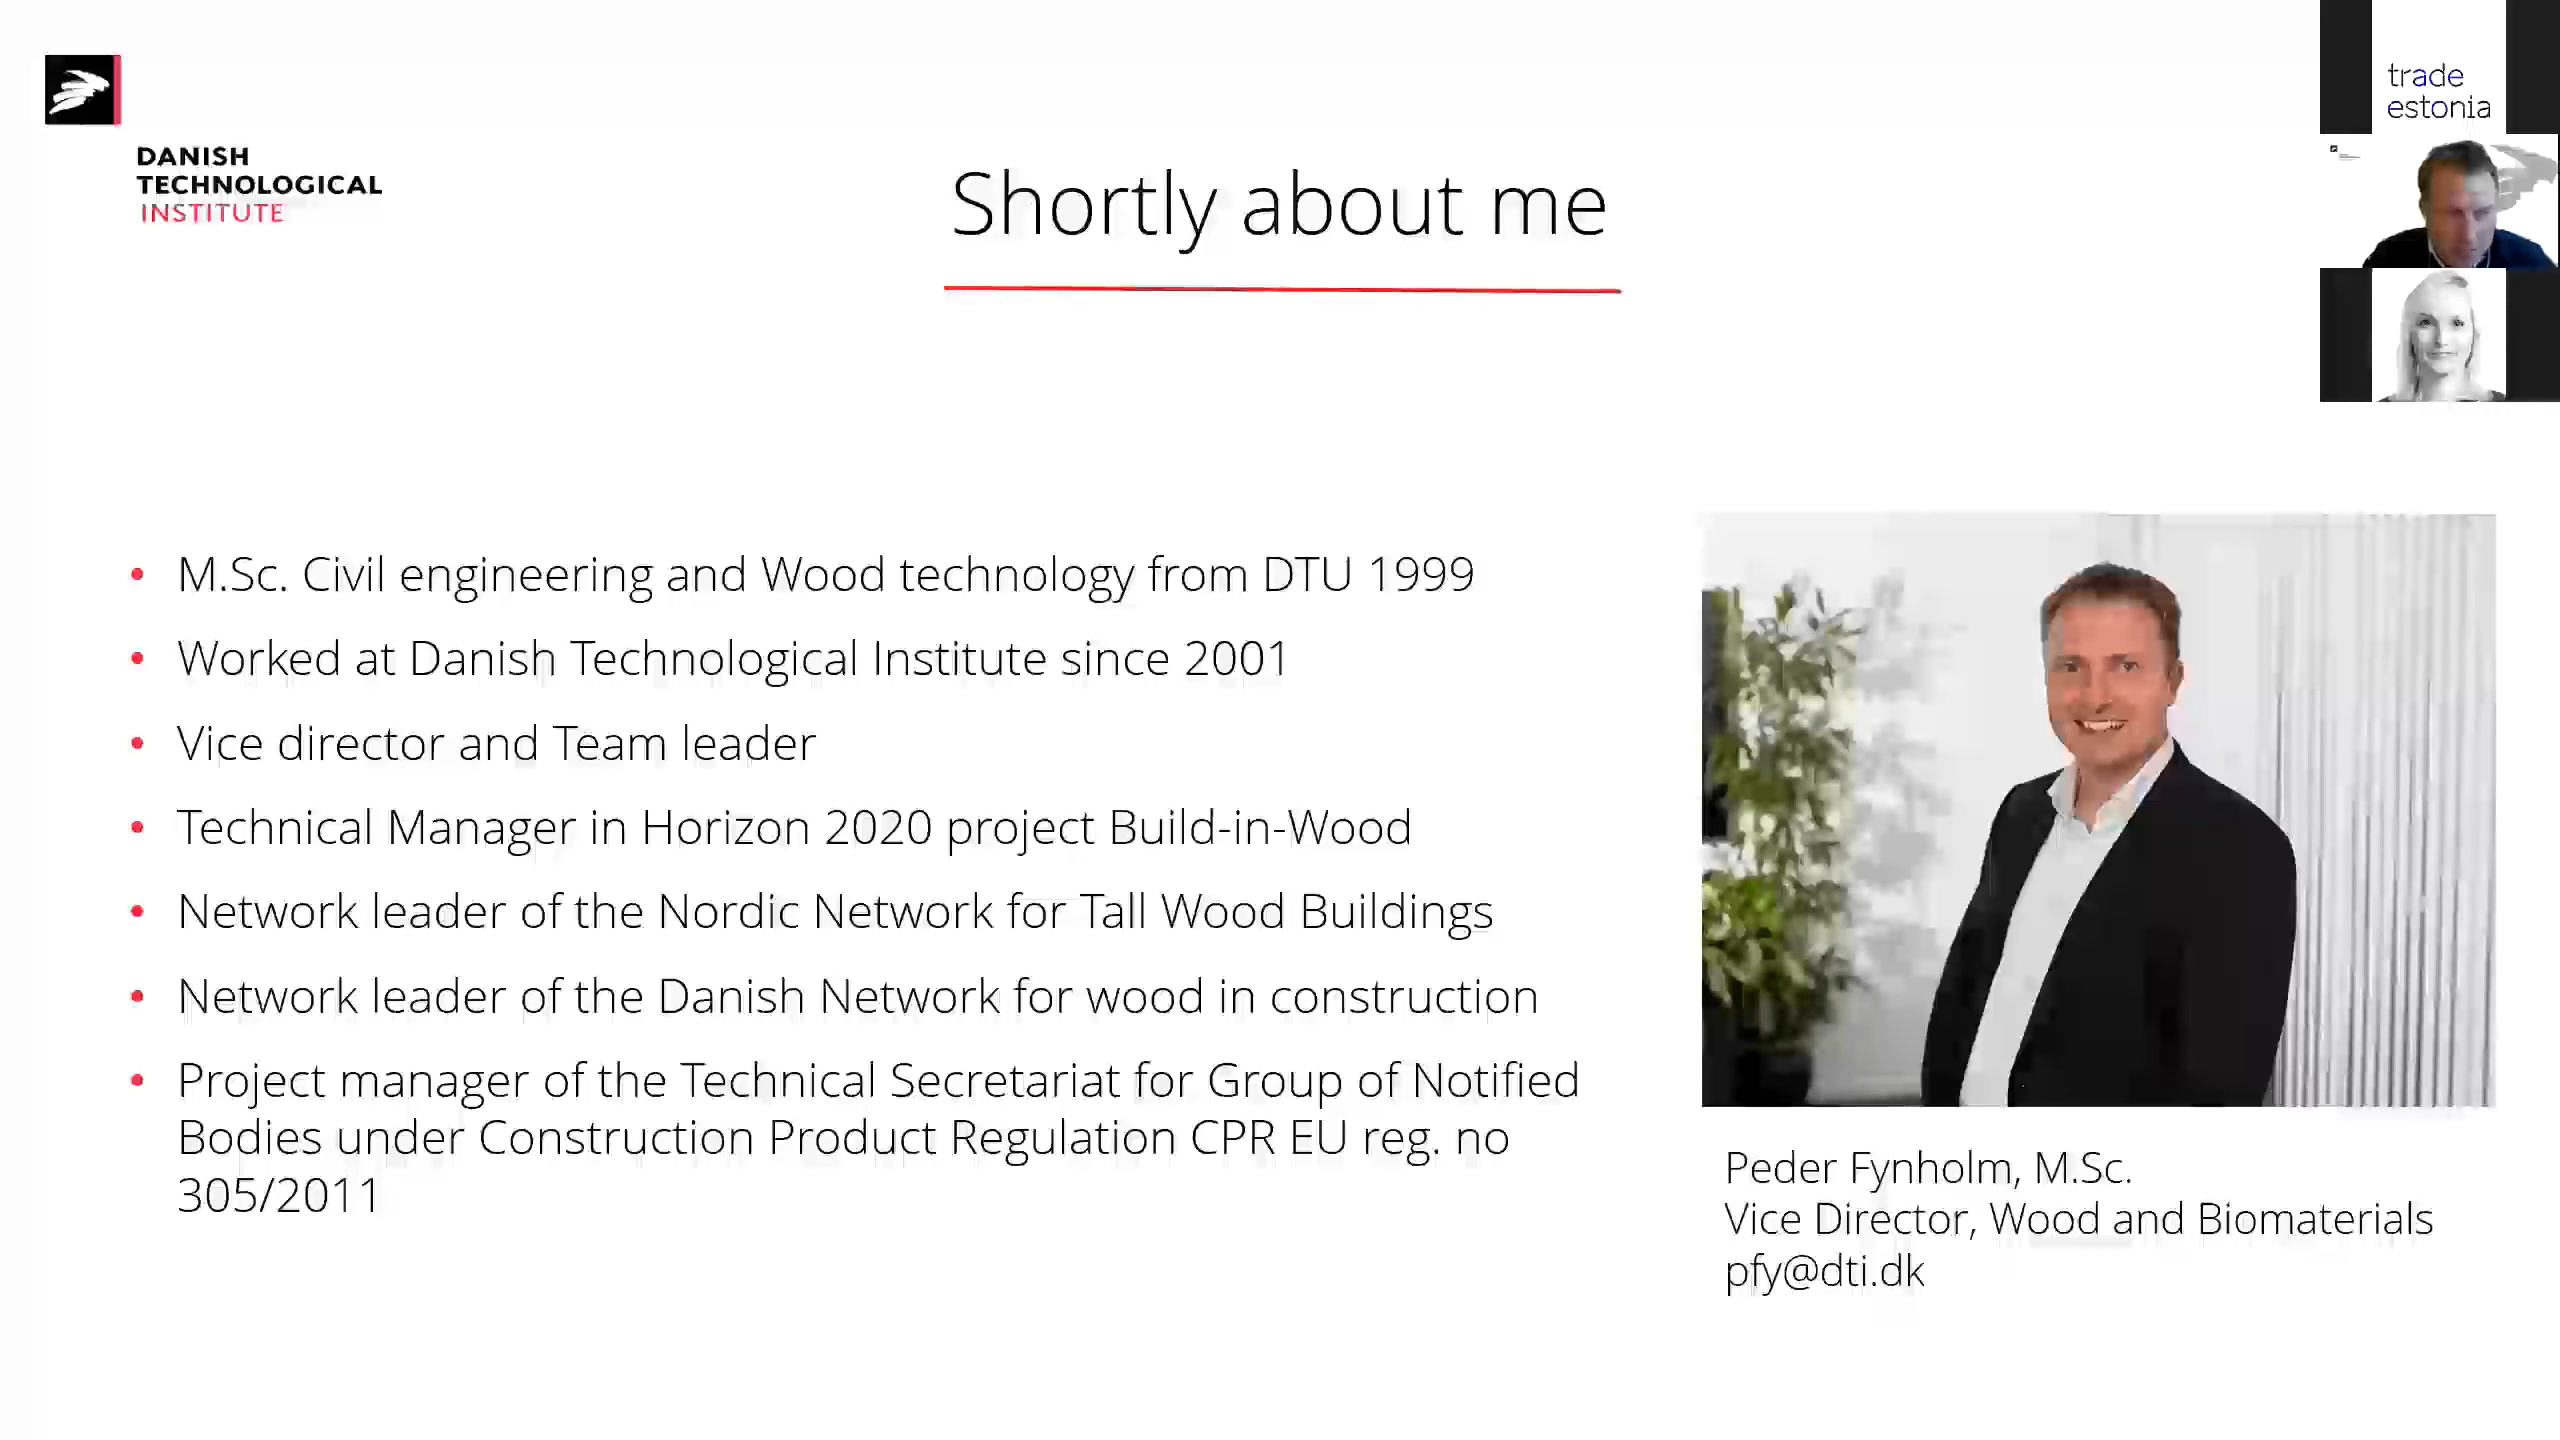 DANISH
TECHNOLOGICAL
INSTITUTE
trade
estonia
Shortly about me
• M.Sc. Civil engineering and Wood technology from DTU 1999
• Worked at Danish Technological Institute since 2001
• Vice director and Team leader
• Technical Manager in Horizon 2020 project Build-in-Wood
• Network leader of the Nordic Network for Tall Wood Buildings
• Network leader of the Danish Network for wood in construction
• Project manager of the Technical Secretariat for Group of Notified
Bodies under Construction Product Regulation CPR EU reg. no
305/2011
Peder Fynholm, M.Sc.
Vice Director, Wood and Biomaterials
pfy@dti.dk